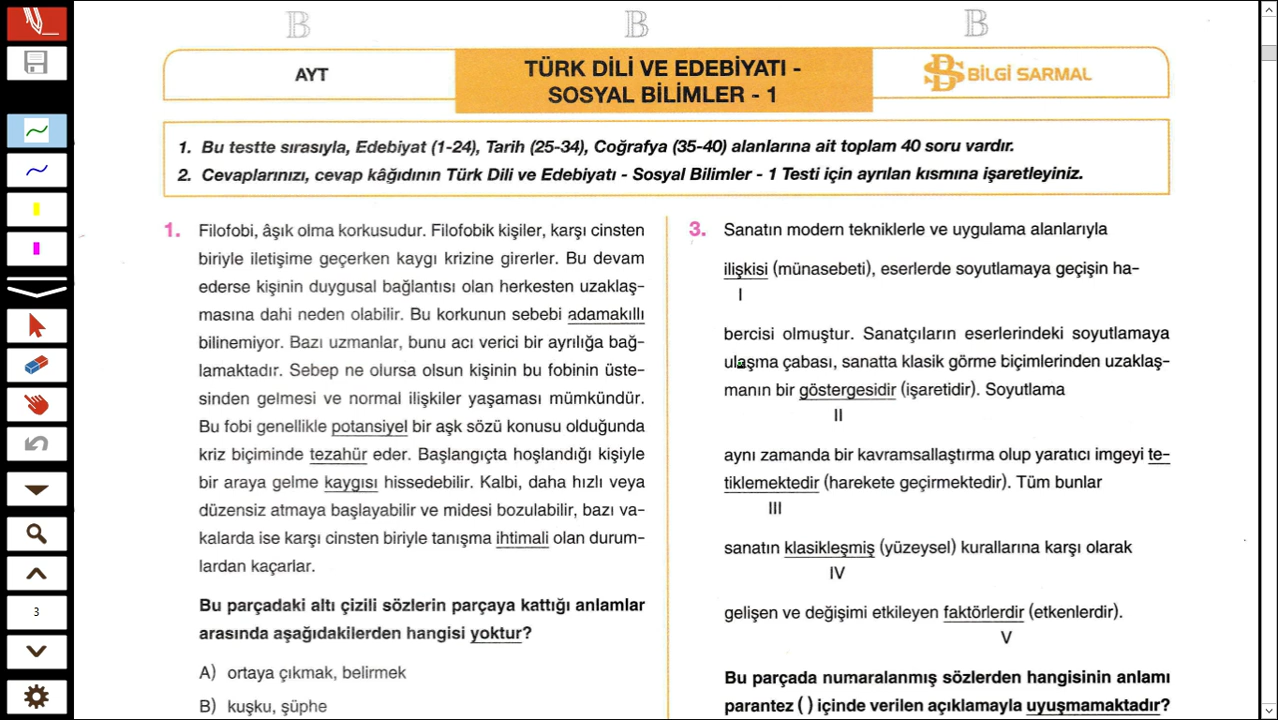 B B B
AYT
TÜRK DİLİ VE EDEBİYATI -
SOSYAL BİLİMLER - 1
BİLGİ SARMAL
1. Bu testte sırasıyla, Edebiyat (1-24), Tarih (25-34), Coğrafya (35-40) alanlarına ait toplam 40 soru vardır.
2. Cevaplarınızı, cevap kâğıdının Türk Dili ve Edebiyatı - Sosyal Bilimler - 1 Testi için ayrılan kısmına işaretleyiniz.
1. Filofobi, âşık olma korkusudur. Filofobik kişiler, karşı cinsten
biriyle iletişime geçerken kaygı krizine girerler. Bu devam
ederse kişinin duygusal bağlantısı olan herkesten uzaklaş-
masına dahi neden olabilir. Bu korkunun sebebi adamakıllı
bilinemiyor. Bazı uzmanlar, bunu acı verici bir ayrılığa bağ-
lamaktadır. Sebep ne olursa olsun kişinin bu fobinin üste-
sinden gelmesi ve normal ilişkiler yaşaması mümkündür.
Bu fobi genellikle potansiyel bir aşk sözü konusu olduğunda
kriz biçiminde tezahür eder. Başlangıçta hoşlandığı kişiyle
bir araya gelme kaygısı hissedebilir. Kalbi, daha hızlı veya
düzensiz atmaya başlayabilir ve midesi bozulabilir, bazı va-
kalarda ise karşı cinsten biriyle tanışma ihtimali olan durum-
lardan kaçarlar.
Bu parçadaki altı çizili sözlerin parçaya kattığı anlamlar
arasında aşağıdakilerden hangisi yoktur?
A) ortaya çıkmak, belirmek
B) kuşku, şüphe
3. Sanatın modern tekniklerle ve uygulama alanlarıyla
ilişkisi (münasebeti), eserlerde soyutlamaya geçişin ha-
I
bercisi olmuştur. Sanatçıların eserlerindeki soyutlamaya
ulaşma çabası, sanatta klasik görme biçimlerinden uzaklaş-
manın bir göstergesidir (işaretidir). Soyutlama
II
aynı zamanda bir kavramsallaştırma olup yaratıcı imgeyi te-
tiklemektedir (harekete geçirmektedir). Tüm bunlar
III
sanatın klasikleşmiş (yüzeysel) kurallarına karşı olarak
IV
gelişen ve değişimi etkileyen faktörlerdir (etkenlerdir).
V
Bu parçada numaralanmış sözlerden hangisinin anlamı
parantez ( ) içinde verilen açıklamayla uyuşmamaktadır?
3